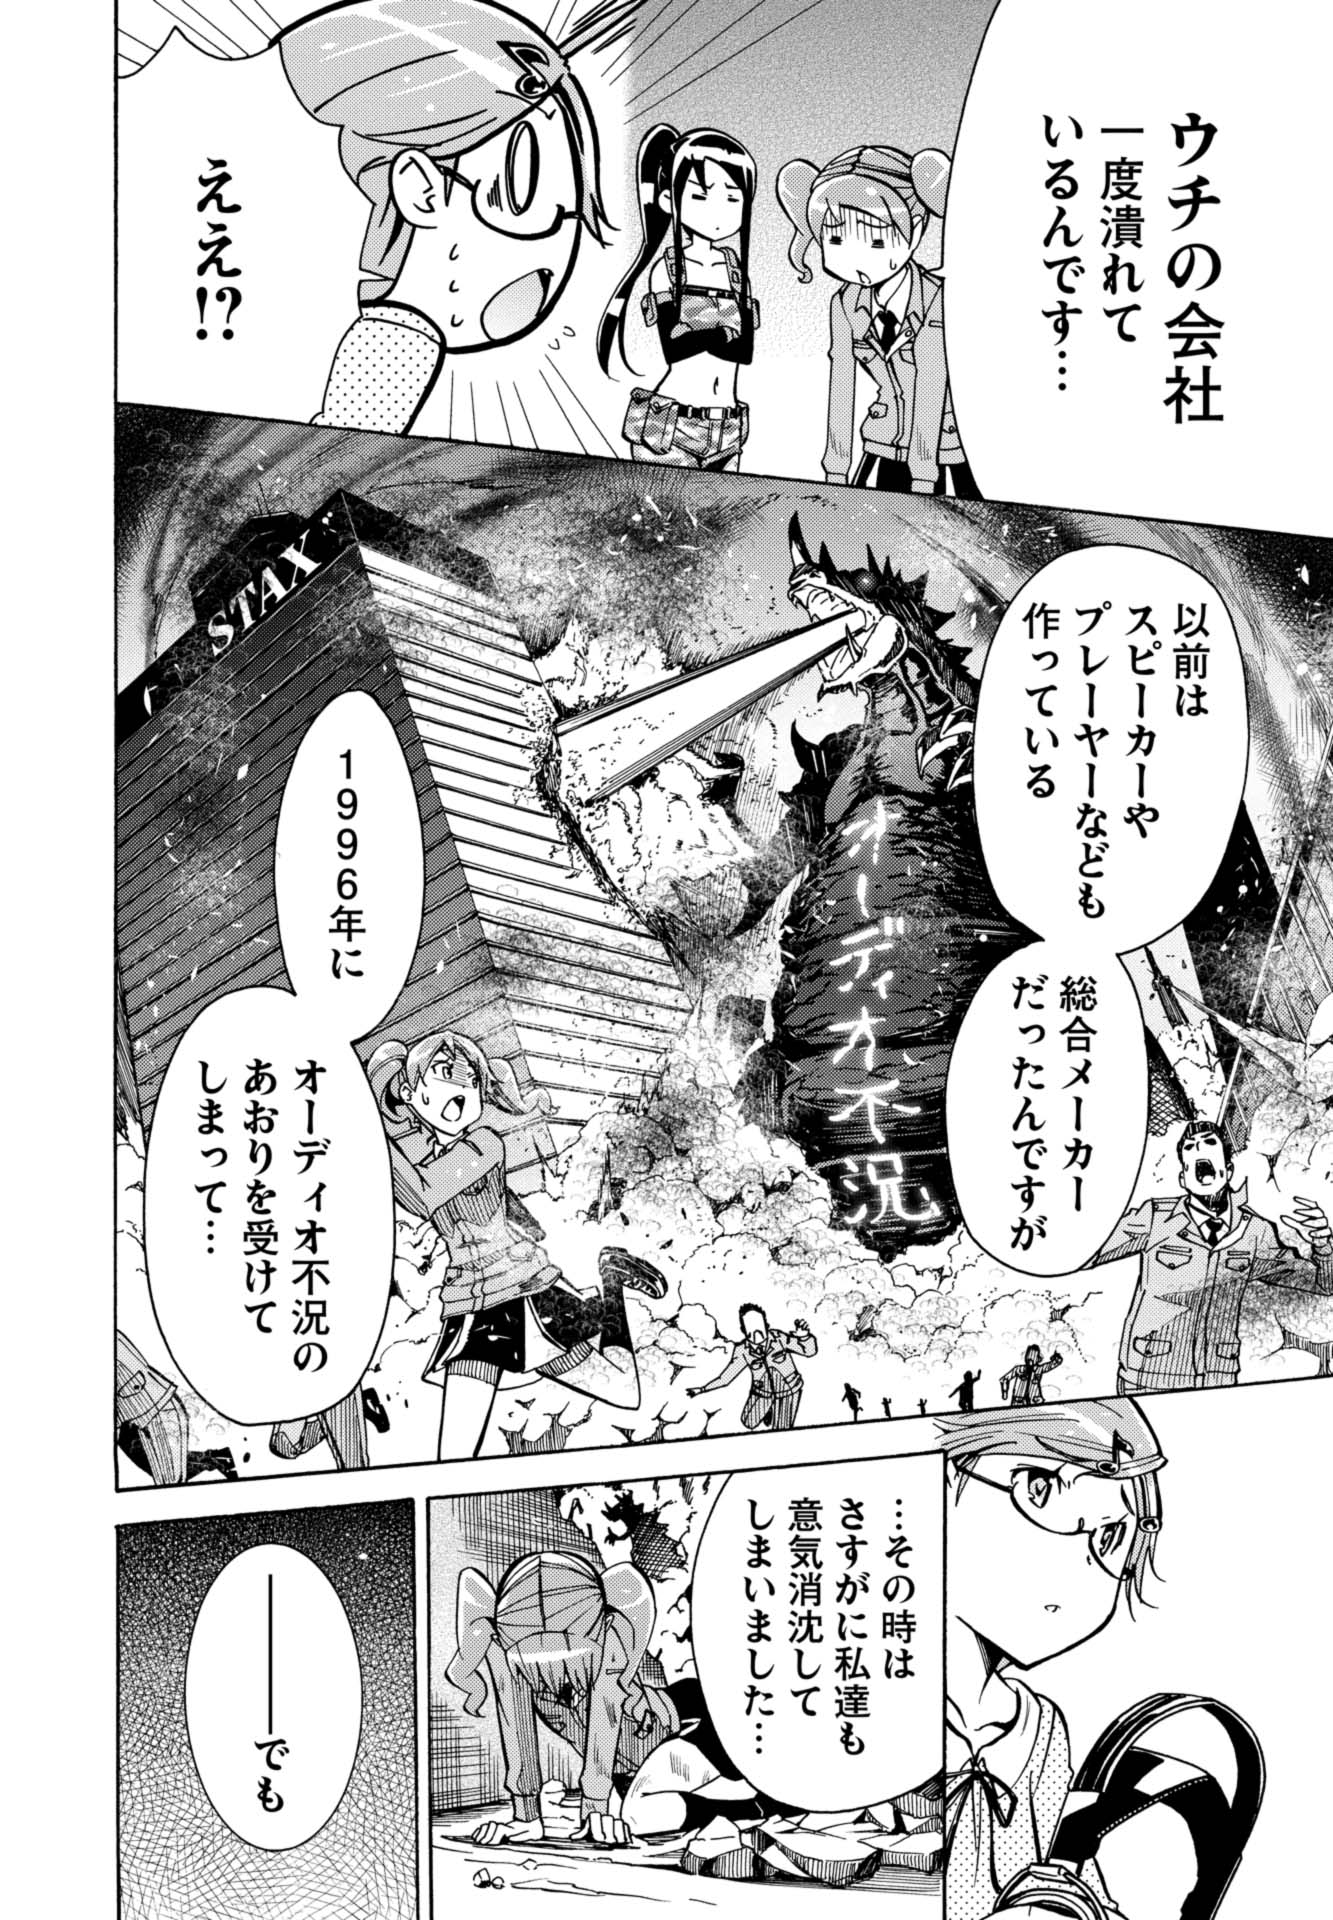 ウチの会社
一度潰れて
いるんです…
ええ!?
以前は
スピーカーや
プレーヤーなども
作っている
総合メーカー
だったんですが
オーディオ不況
STAX
1996年に
オーディオ不況の
あおりを受けて
しまって…
…その時は
さすがに私達も
意気消沈して
しまいました…
――でも